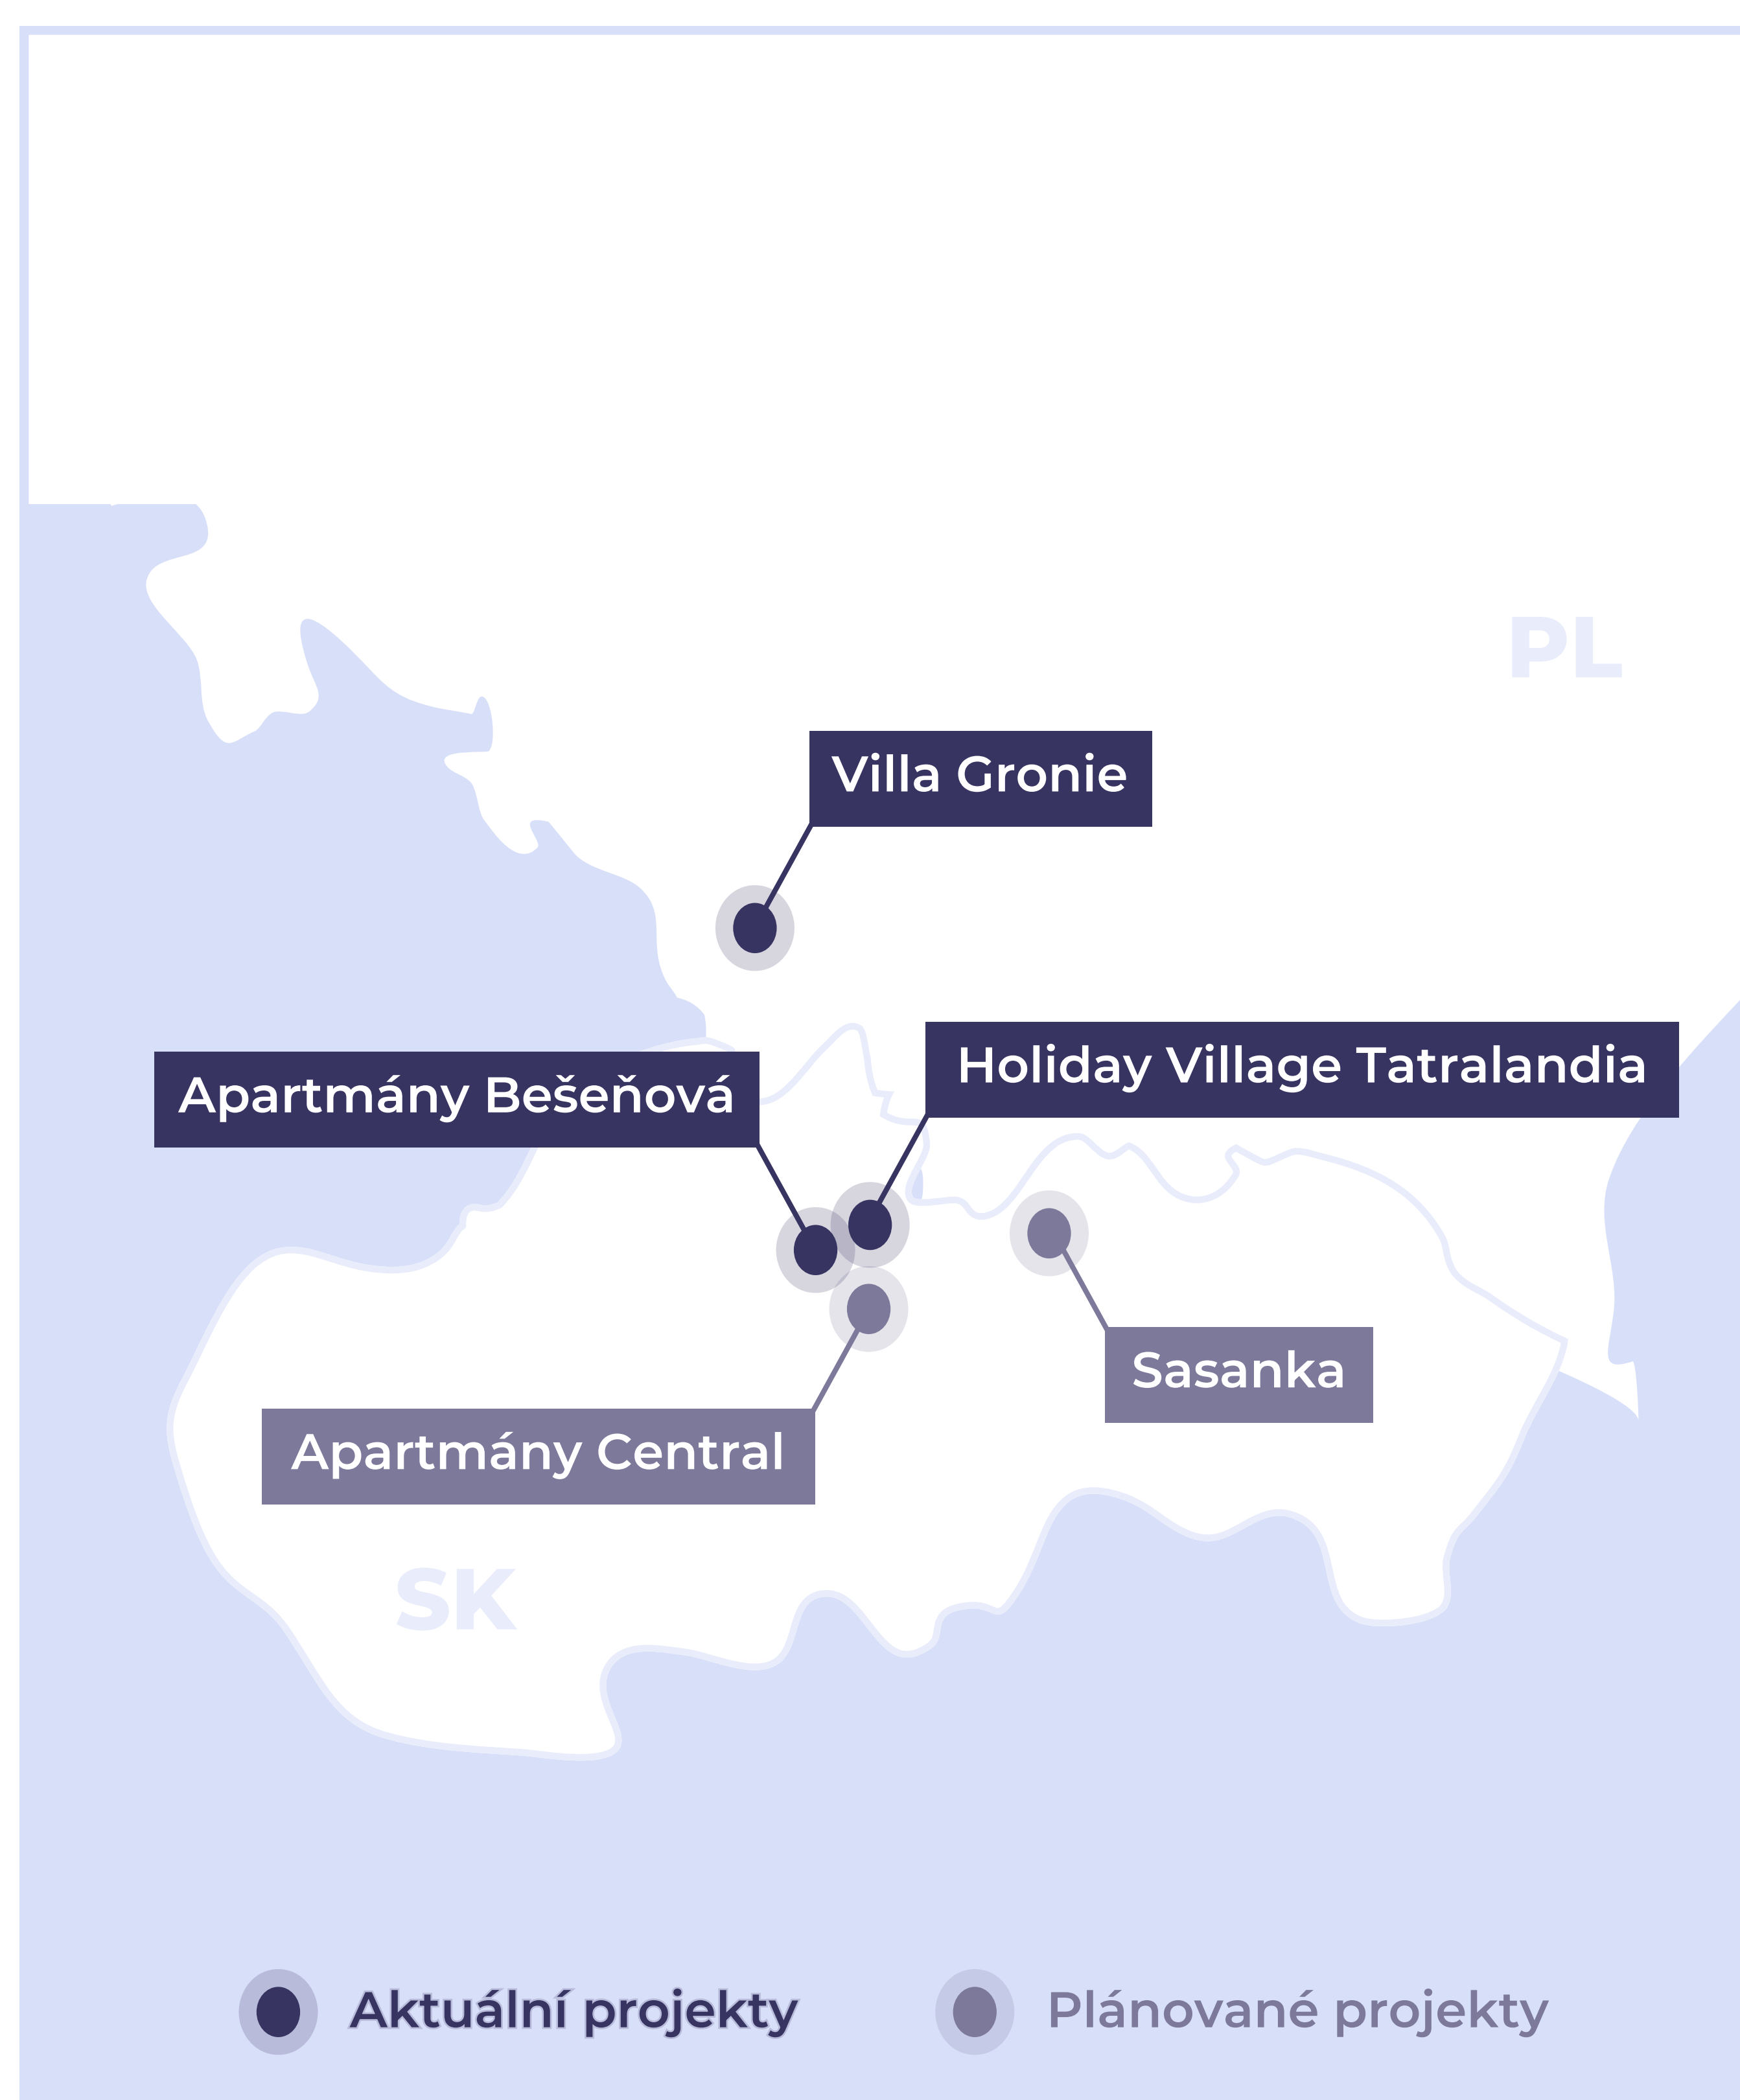 PL
Villa Gronie
Holiday Village Tatralandia
Apartmány Bešeňová
Sasanka
Apartmány Central
SK
Aktuální projekty
Plánované projekty